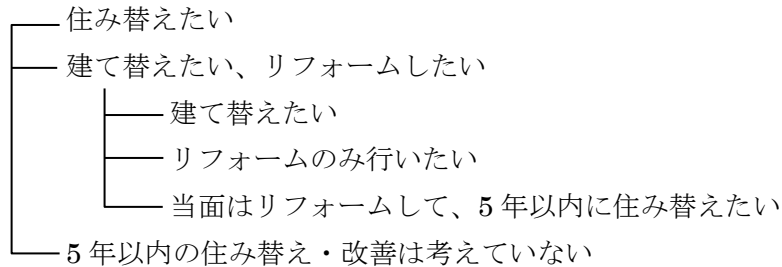 住み替えたい
建て替えたい、リフォームしたい
建て替えたい
リフォームのみ行いたい
当面はリフォームして、5年以内に住み替えたい
5年以内の住み替え・改善は考えていない